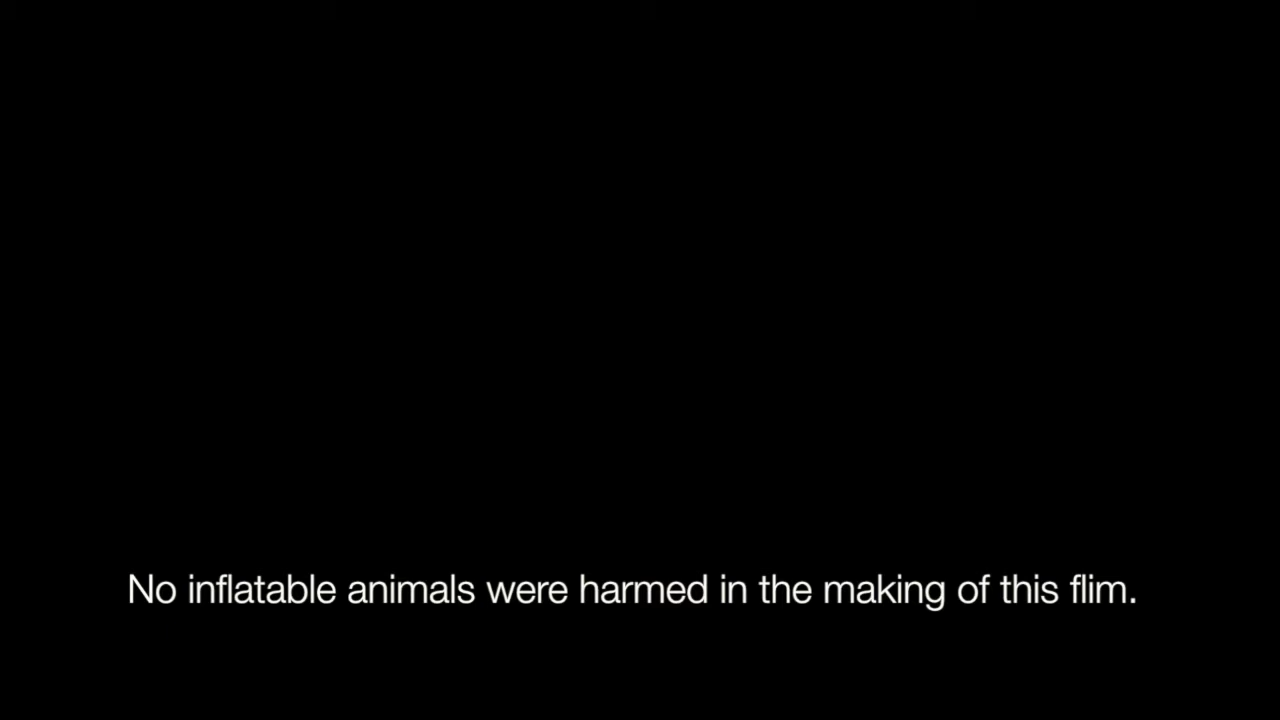 No inflatable animals were harmed in the making of this flim.